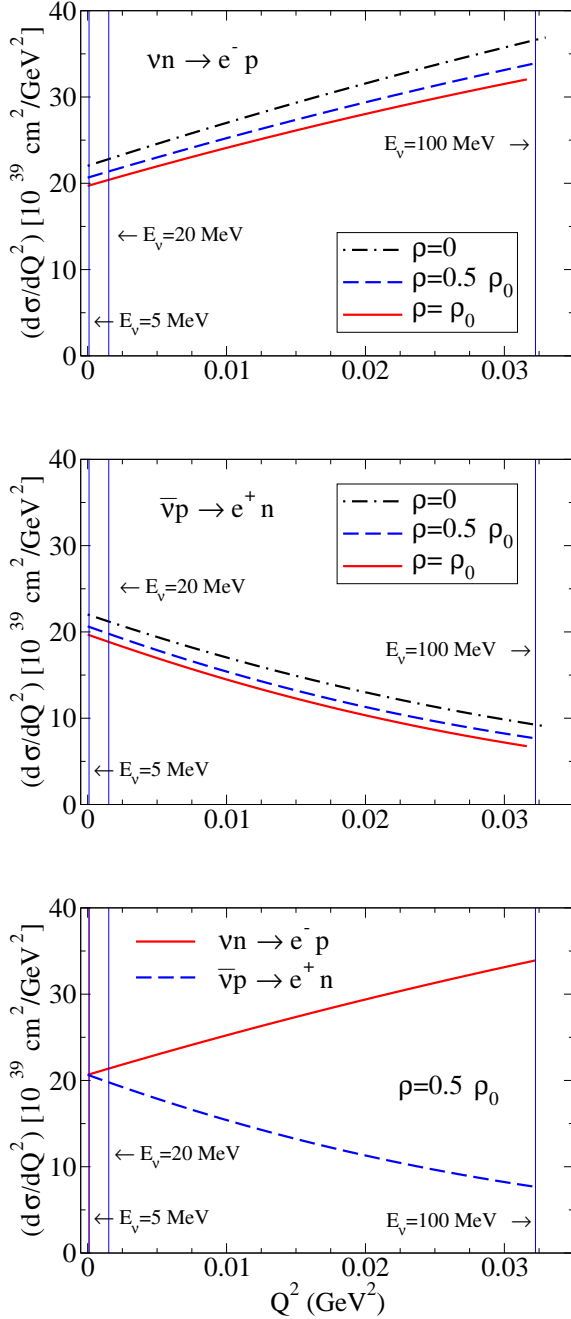 40
νn → e⁻ p
30
E_ν=100 MeV →
20
← E_ν=20 MeV
ρ=0
ρ=0.5 ρ₀
ρ= ρ₀
10
← E_ν=5 MeV
0
0 0.01 0.02 0.03
(dσ/dQ²) [10³⁹ cm²/GeV²]
40
ν̅p → e⁺ n
ρ=0
ρ=0.5 ρ₀
ρ= ρ₀
30
← E_ν=20 MeV
20
E_ν=100 MeV →
10
← E_ν=5 MeV
0
0 0.01 0.02 0.03
(dσ/dQ²) [10³⁹ cm²/GeV²]
40
νn → e⁻ p
ν̅p → e⁺ n
30
20
ρ=0.5 ρ₀
← E_ν=20 MeV
10
← E_ν=5 MeV
E_ν=100 MeV →
0
0 0.01 0.02 0.03
(dσ/dQ²) [10³⁹ cm²/GeV²]
Q² (GeV²)